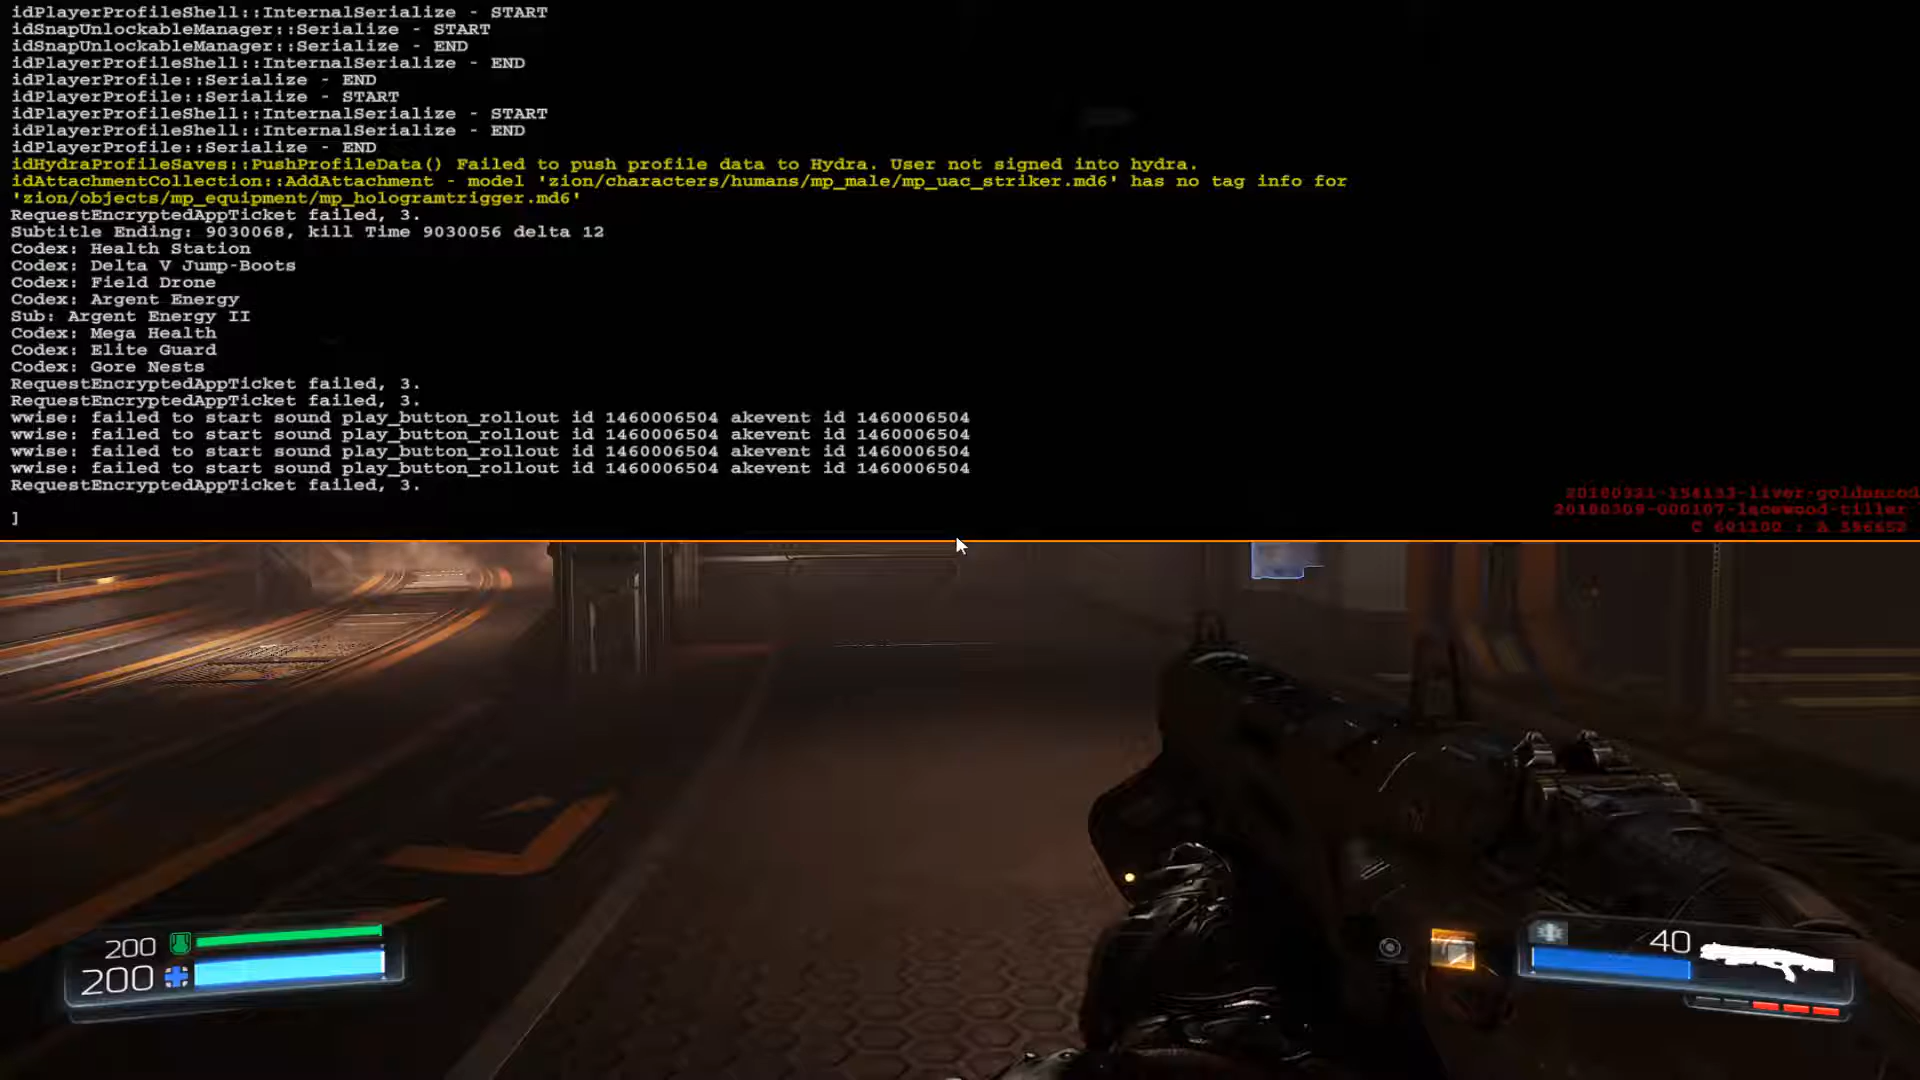 idPlayerProfileShell::InternalSerialize - START
idSnapUnlockableManager::Serialize - START
idSnapUnlockableManager::Serialize - END
idPlayerProfileShell::InternalSerialize - END
idPlayerProfile::Serialize - END
idPlayerProfile::Serialize - START
idPlayerProfileShell::InternalSerialize - START
idPlayerProfileShell::InternalSerialize - END
idPlayerProfile::Serialize - END
idHydraProfileSaves::PushProfileData() Failed to push profile data to Hydra. User not signed into hydra.
idAttachmentCollection::AddAttachment - model 'zion/characters/humans/mp_male/mp_uac_striker.md6' has no tag info for
'zion/objects/mp_equipment/mp_hologramtrigger.md6'
RequestEncryptedAppTicket failed, 3.
Subtitle Ending: 9030068, kill Time 9030056 delta 12
Codex: Health Station
Codex: Delta V Jump-Boots
Codex: Field Drone
Codex: Argent Energy
Sub: Argent Energy II
Codex: Mega Health
Codex: Elite Guard
Codex: Gore Nests
RequestEncryptedAppTicket failed, 3.
RequestEncryptedAppTicket failed, 3.
wwise: failed to start sound play_button_rollout id 1460006504 akevent id 1460006504
wwise: failed to start sound play_button_rollout id 1460006504 akevent id 1460006504
wwise: failed to start sound play_button_rollout id 1460006504 akevent id 1460006504
wwise: failed to start sound play_button_rollout id 1460006504 akevent id 1460006504
RequestEncryptedAppTicket failed, 3.
]
200
200
40